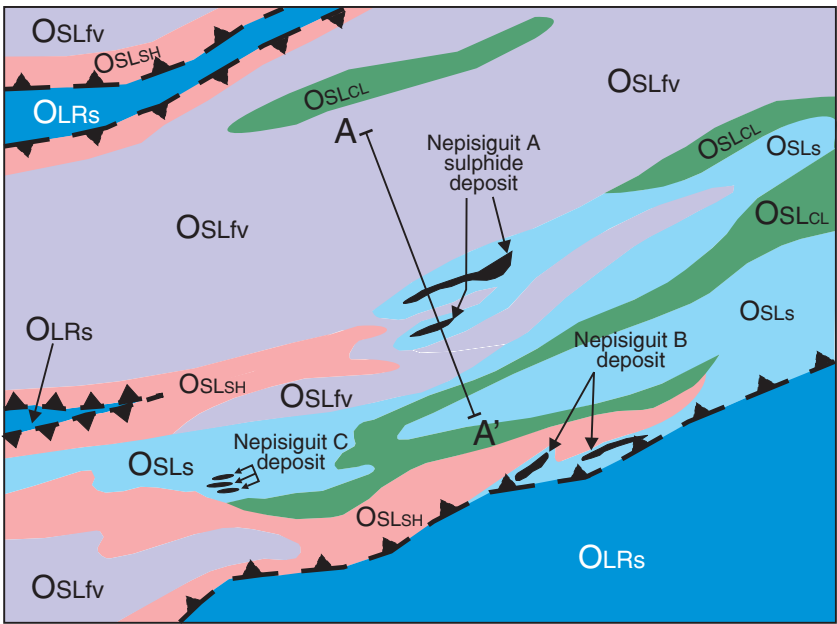 OSLfv
OSLSH
OLRs
OSLCL
OSLfv
A
Nepisiguit A
sulphide
deposit
OSLCL
OSLs
OSLCL
OSLfv
OLRs
OSLs
Nepisiguit B
deposit
OSLSH
OSLfv
A'
Nepisiguit C
deposit
OSLs
OSLSH
OLRs
OSLfv